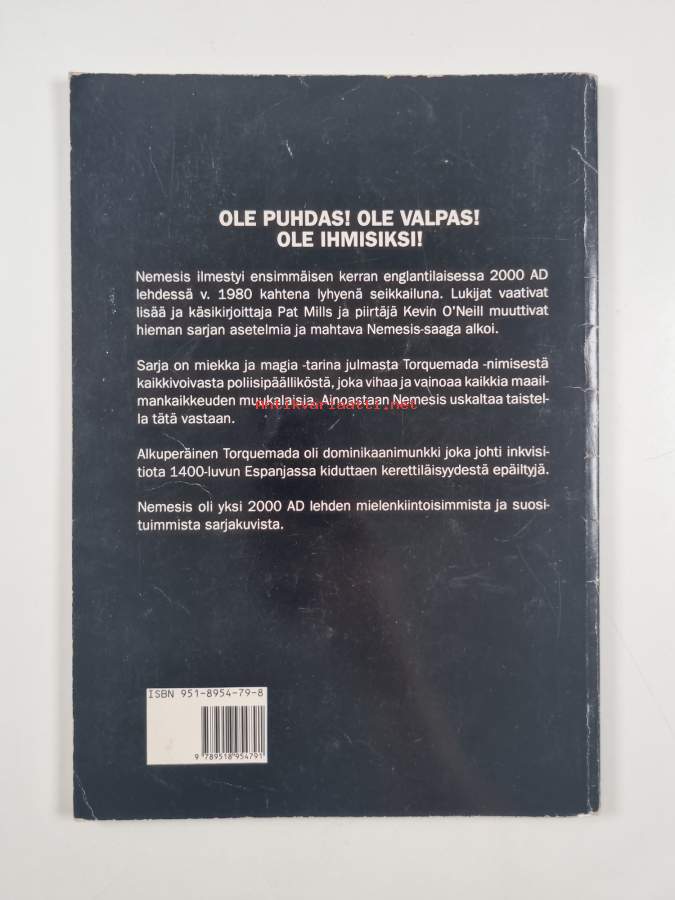 OLE PUHDAS! OLE VALPAS!
OLE IHMISIKSI!
Nemesis ilmestyi ensimmäisen kerran englantilaisessa 2000 AD
lehdessä v. 1980 kahtena lyhyenä seikkailuna. Lukijat vaativat
lisää ja käsikirjoittaja Pat Mills ja piirtäjä Kevin O'Neill muuttivat
hieman sarjan asetelmia ja mahtava Nemesis-saaga alkoi.
Sarja on miekka ja magia -tarina julmasta Torquemada -nimisestä
kaikkivoivasta poliisipäälliköstä, joka vihaa ja vainoaa kaikkia maail-
mankaikkeuden muukalaisia. Ainoastaan Nemesis uskaltaa taistel-
la tätä vastaan.
Antikvariaatti.net
Alkuperäinen Torquemada oli dominikaanimunkki joka johti inkvisi-
tiota 1400-luvun Espanjassa kiduttaen kerettiläisyydestä epäiltyjä.
Nemesis oli yksi 2000 AD lehden mielenkiintoisimmista ja suosi-
tuimmista sarjakuvista.
ISBN 951-8954-79-8
9 789518 954791